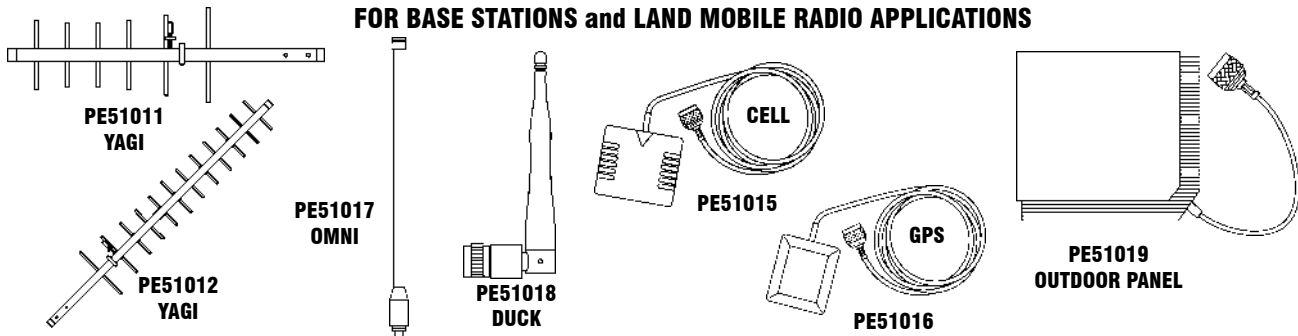 FOR BASE STATIONS and LAND MOBILE RADIO APPLICATIONS
PE51011
YAGI
PE51012
YAGI
PE51017
OMNI
PE51018
DUCK
CELL
PE51015
GPS
PE51016
PE51019
OUTDOOR PANEL